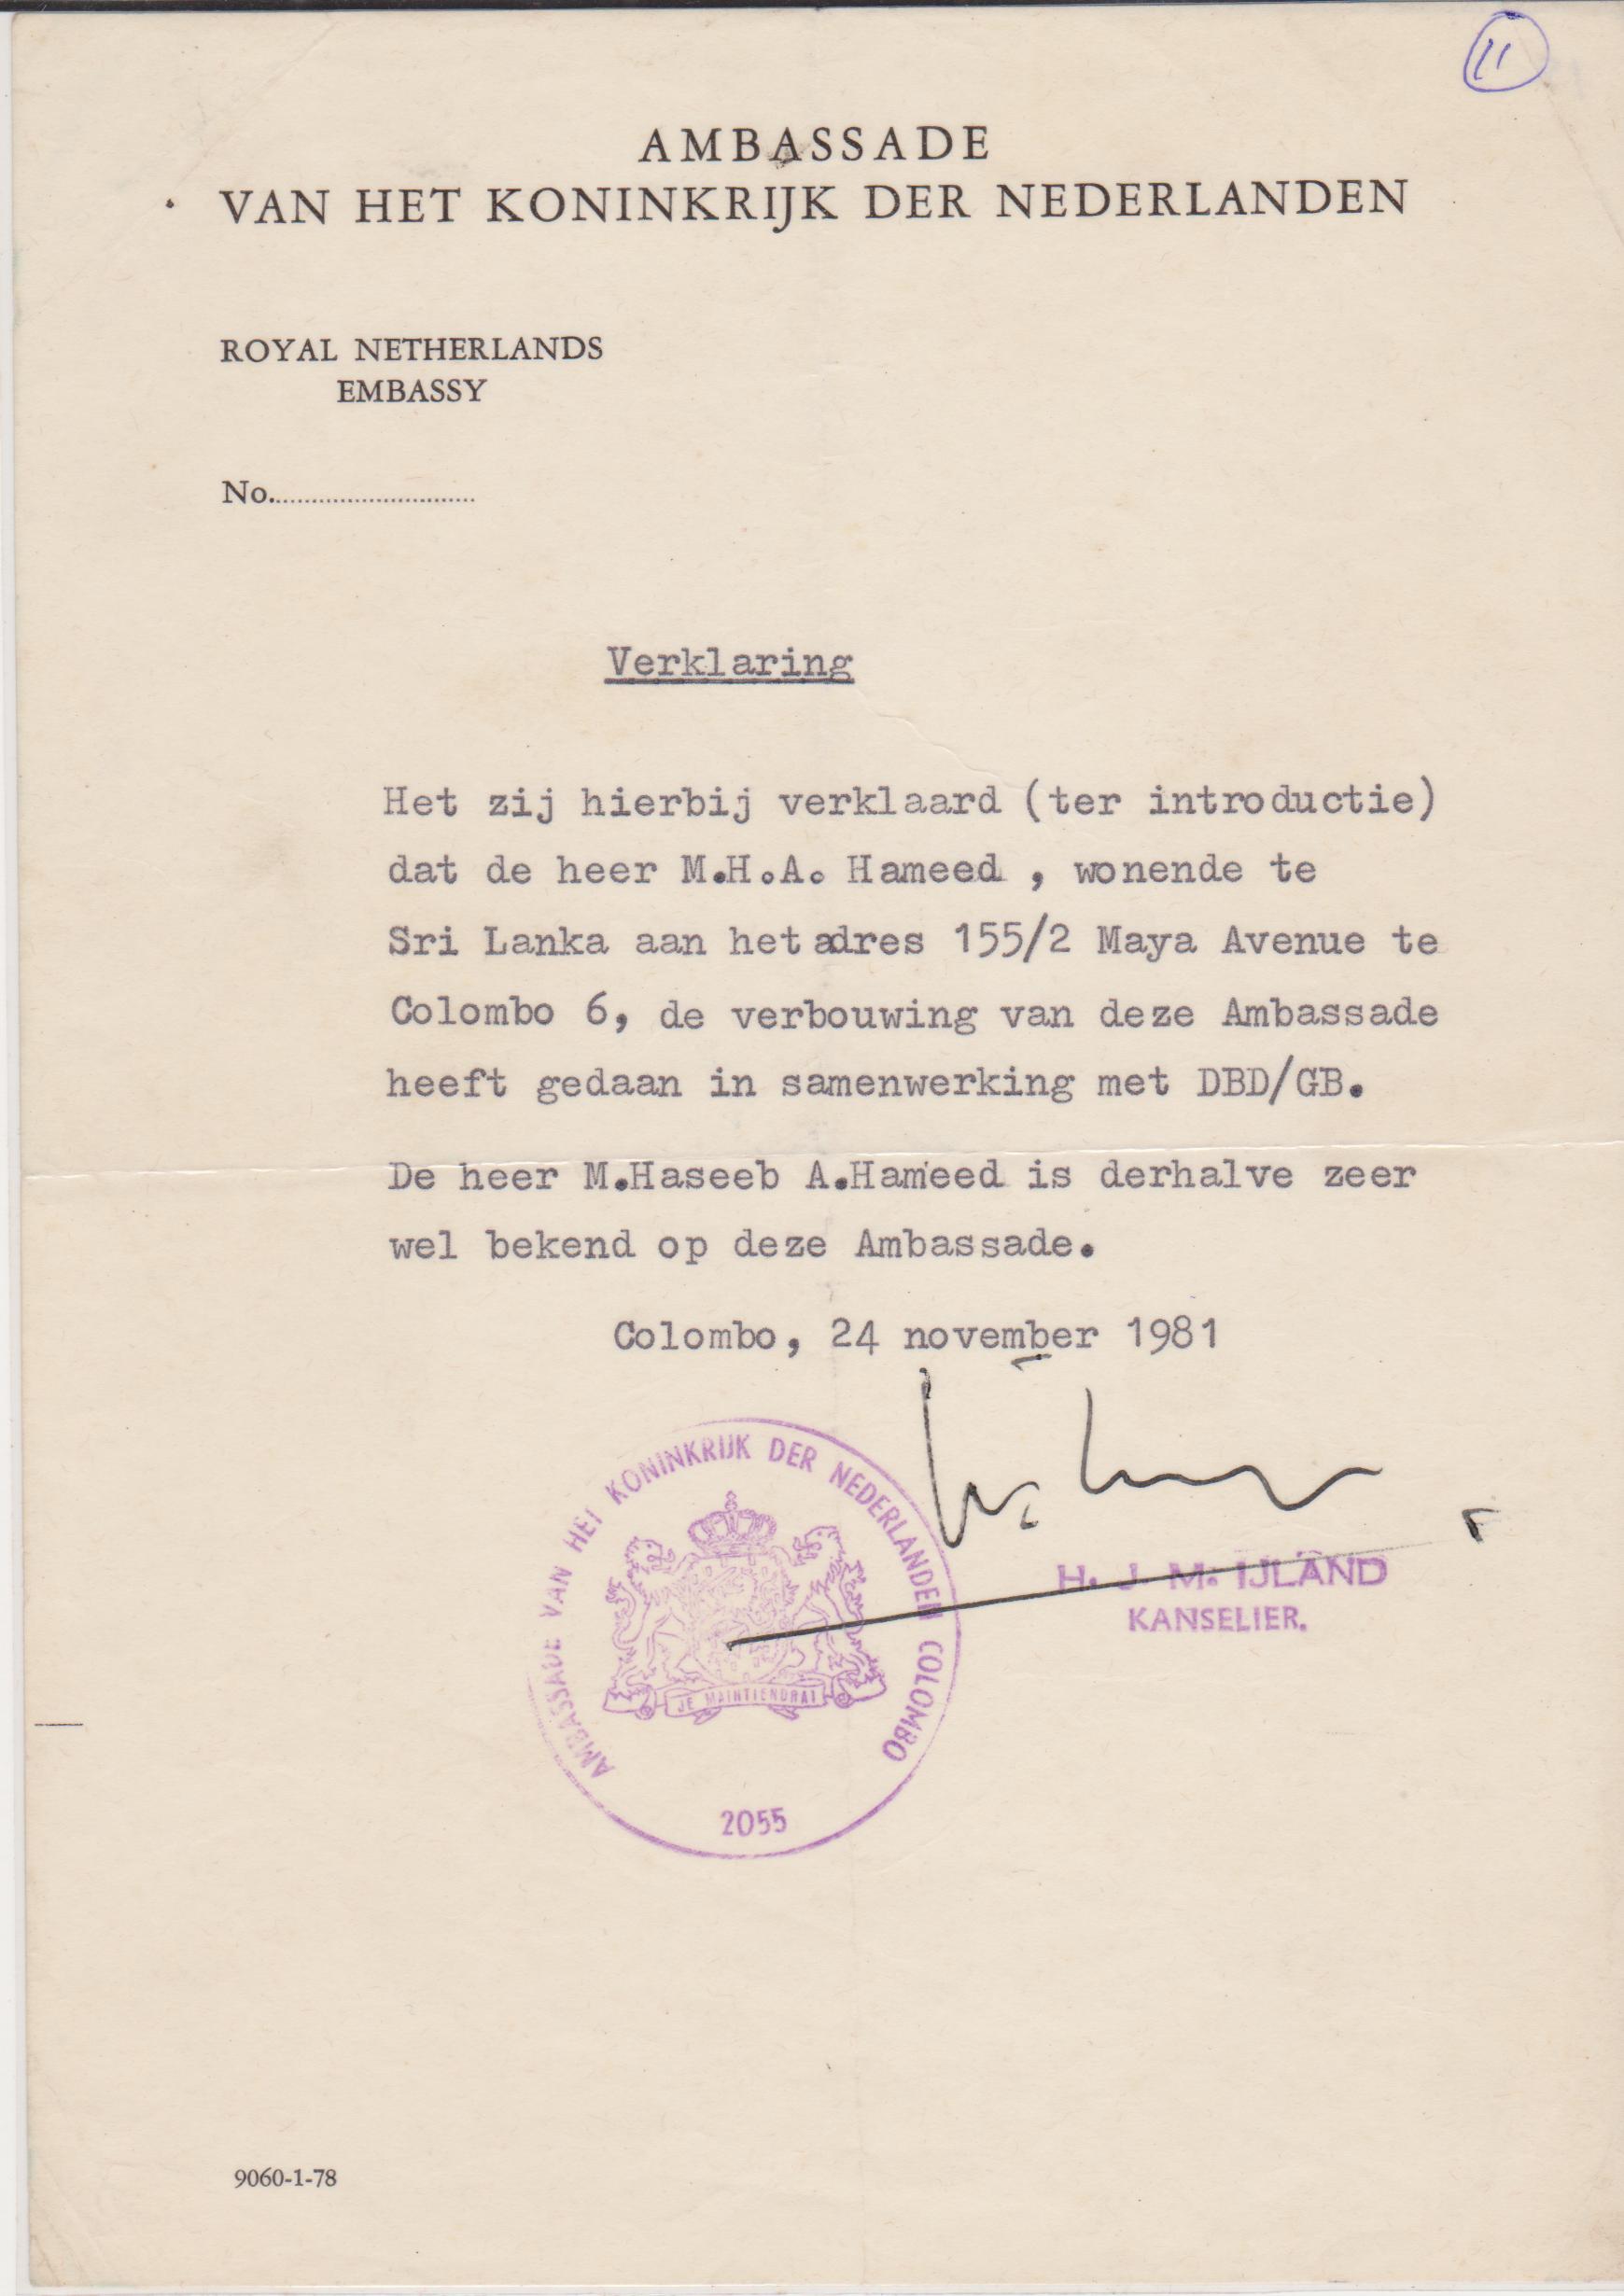 11
AMBASSADE
VAN HET KONINKRIJK DER NEDERLANDEN
ROYAL NETHERLANDS
EMBASSY
No............................
Verklaring
Het zij hierbij verklaard (ter introductie)
dat de heer M.H.A. Hameed , wonende te
Sri Lanka aan het adres 155/2 Maya Avenue te
Colombo 6, de verbouwing van deze Ambassade
heeft gedaan in samenwerking met DBD/GB.
De heer M.Haseeb A.Hameed is derhalve zeer
wel bekend op deze Ambassade.
Colombo, 24 november 1981
AMBASSADE VAN HET KONINKRIJK DER NEDERLANDEN COLOMBO
JE MAINTIENDRAI
2055
H. J. M. IJLAND
KANSELIER.
9060-1-78